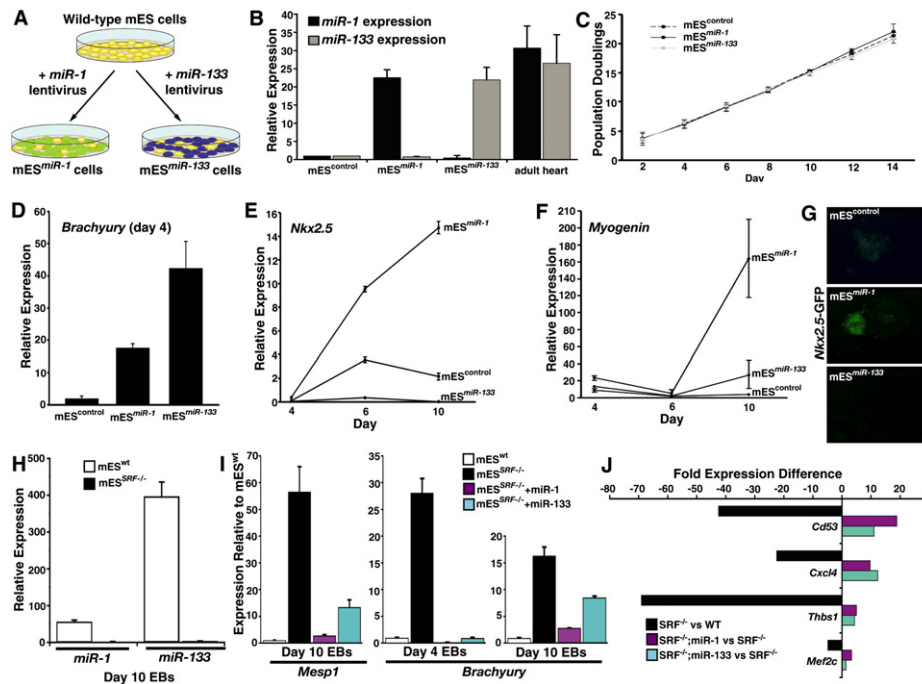 A
Wild-type mES cells
+ miR-1
lentivirus
+ miR-133
lentivirus
mES^miR-1
cells
mES^miR-133
cells
B
miR-1 expression
miR-133 expression
Relative Expression
40
35
30
25
20
15
10
5
0
mES^control
mES^miR-1
mES^miR-133
adult heart
C
mES^control
mES^miR-1
mES^miR-133
Population Doublings
25
20
15
10
5
0
2 4 6 8 10 12 14
Day
D
Brachyury (day 4)
Relative Expression
60
50
40
30
20
10
0
mES^control
mES^miR-1
mES^miR-133
E
Nkx2.5
Relative Expression
16
14
12
10
8
6
4
2
0
mES^miR-1
mES^control
mES^miR-133
4 6 10
Day
F
Myogenin
Relative Expression
210
200
180
160
140
120
100
80
60
40
20
0
mES^miR-1
mES^miR-133
mES^control
4 6 10
Day
G
Nkx2.5-GFP
mES^control
mES^miR-1
mES^miR-133
H
mES^wt
mES^SRF-/-
Relative Expression
500
400
300
200
100
0
miR-1
miR-133
Day 10 EBs
I
mES^wt
mES^SRF-/-
mES^SRF-/-+miR-1
mES^SRF-/-+miR-133
Expression Relative to mES^wt
70
60
50
40
30
20
10
0
35
30
25
20
15
10
5
0
20
15
10
5
0
Day 10 EBs
Day 4 EBs
Day 10 EBs
Mesp1
Brachyury
J
Fold Expression Difference
-80 -70 -60 -50 -40 -30 -20 -10 0 10 20
Cd53
Cxcl4
Thbs1
Mef2c
SRF-/- vs WT
SRF-/-;miR-1 vs SRF-/-
SRF-/-;miR-133 vs SRF-/-